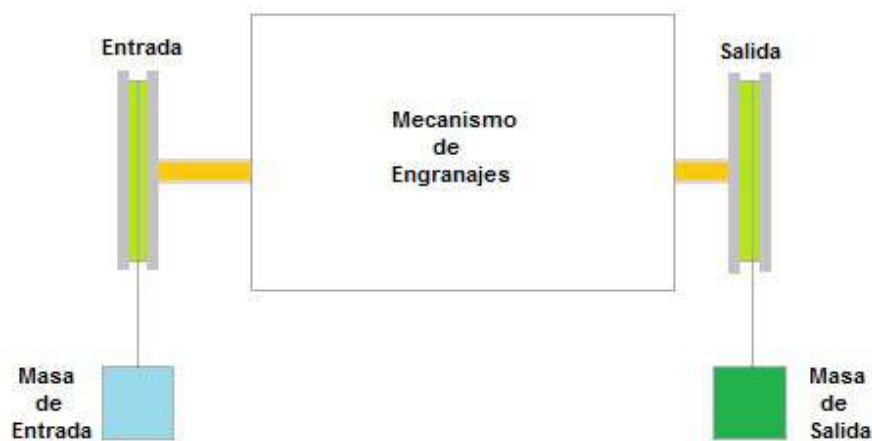 Entrada
Salida
Mecanismo
de
Engranajes
Masa
de
Entrada
Masa
de
Salida